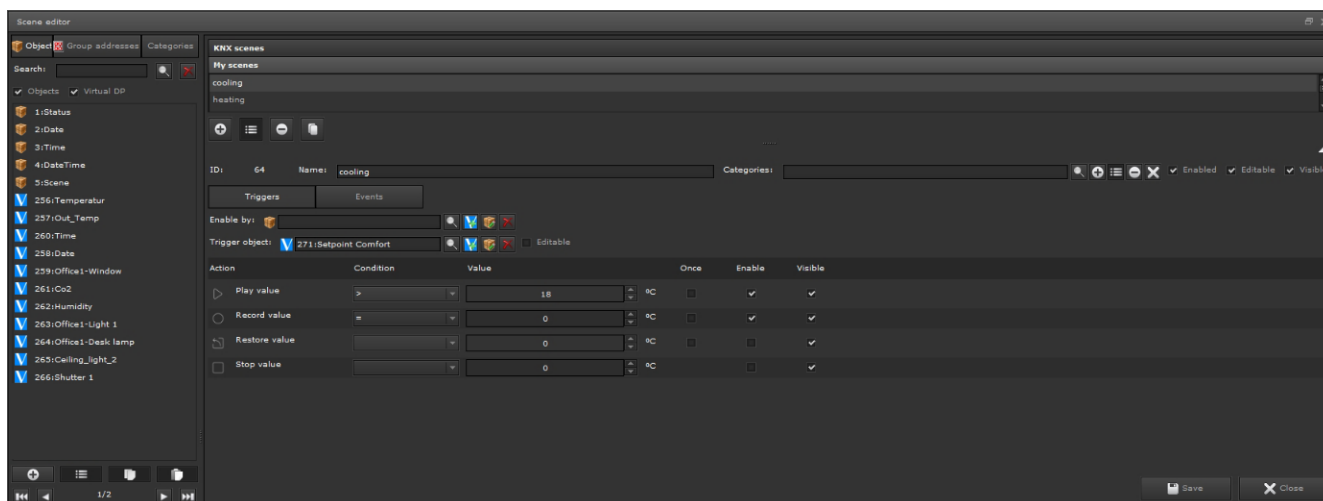 Scene editor
Object Group addresses Categories
Search:
Objects Virtual DP
1:Status
2:Date
3:Time
4:DateTime
5:Scene
256:Temperatur
257:Out_Temp
260:Time
258:Date
259:Office1-Window
261:Co2
262:Humidity
263:Office1-Light 1
264:Office1-Desk lamp
265:Ceiling_light_2
266:Shutter 1
1/2
KNX scenes
My scenes
cooling
heating
ID: 64 Name: cooling Categories: Enabled Editable Visible
Triggers Events
Enable by:
Trigger object: 271:Setpoint Comfort Editable
Action Condition Value Once Enable Visible
Play value > 18 ºC
Record value = 0 ºC
Restore value 0 ºC
Stop value 0 ºC
Save Close